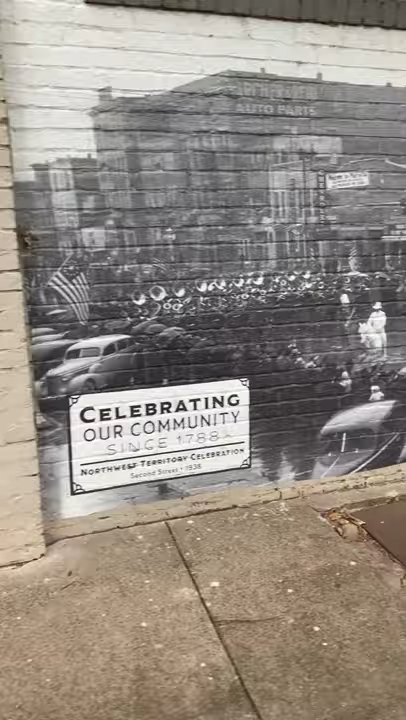 AUTO PARTS
CELEBRATING
OUR COMMUNITY
SINCE 1788
NORTHWEST TERRITORY CELEBRATION
Second Street • 1938